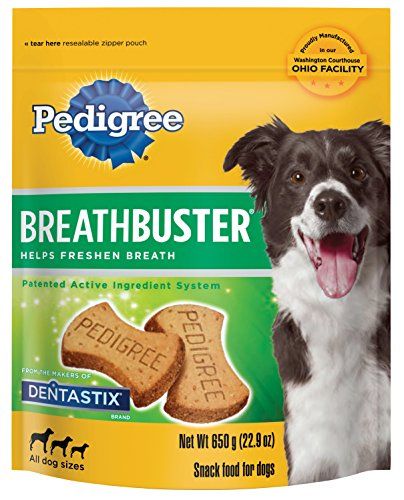 « tear here resealable zipper pouch
Proudly Manufactured
in our
Washington Courthouse
OHIO FACILITY
Pedigree®
BREATHBUSTER®
HELPS FRESHEN BREATH
Patented Active Ingredient System
PEDIGREE
PEDIGREE
FROM THE MAKERS OF
DENTASTIX®
BRAND
All dog sizes
Net Wt 650 g (22.9 oz)
Snack food for dogs